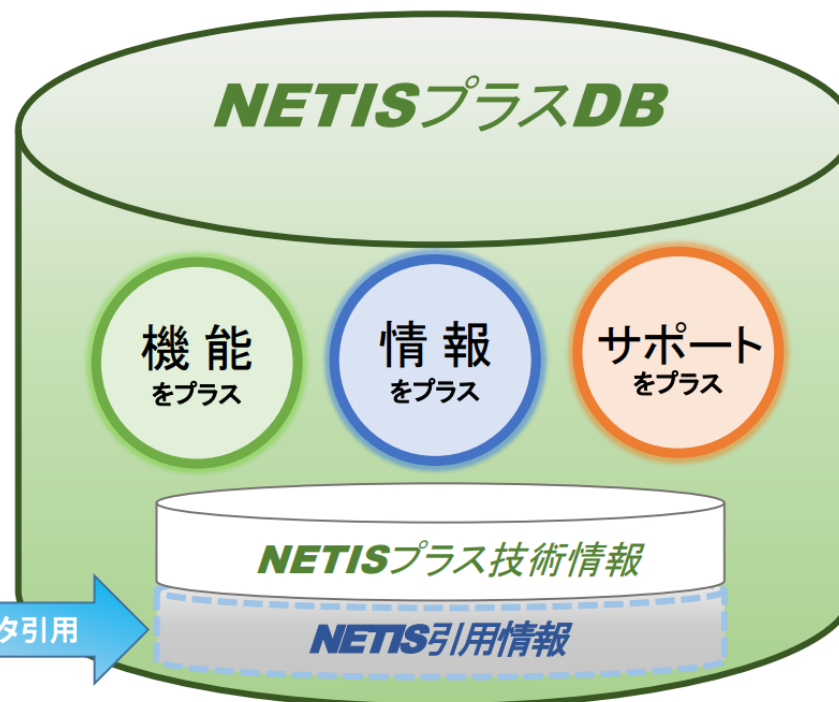 NETISプラスDB
機能
をプラス
情報
をプラス
サポート
をプラス
NETISプラス技術情報
タ引用
NETIS引用情報